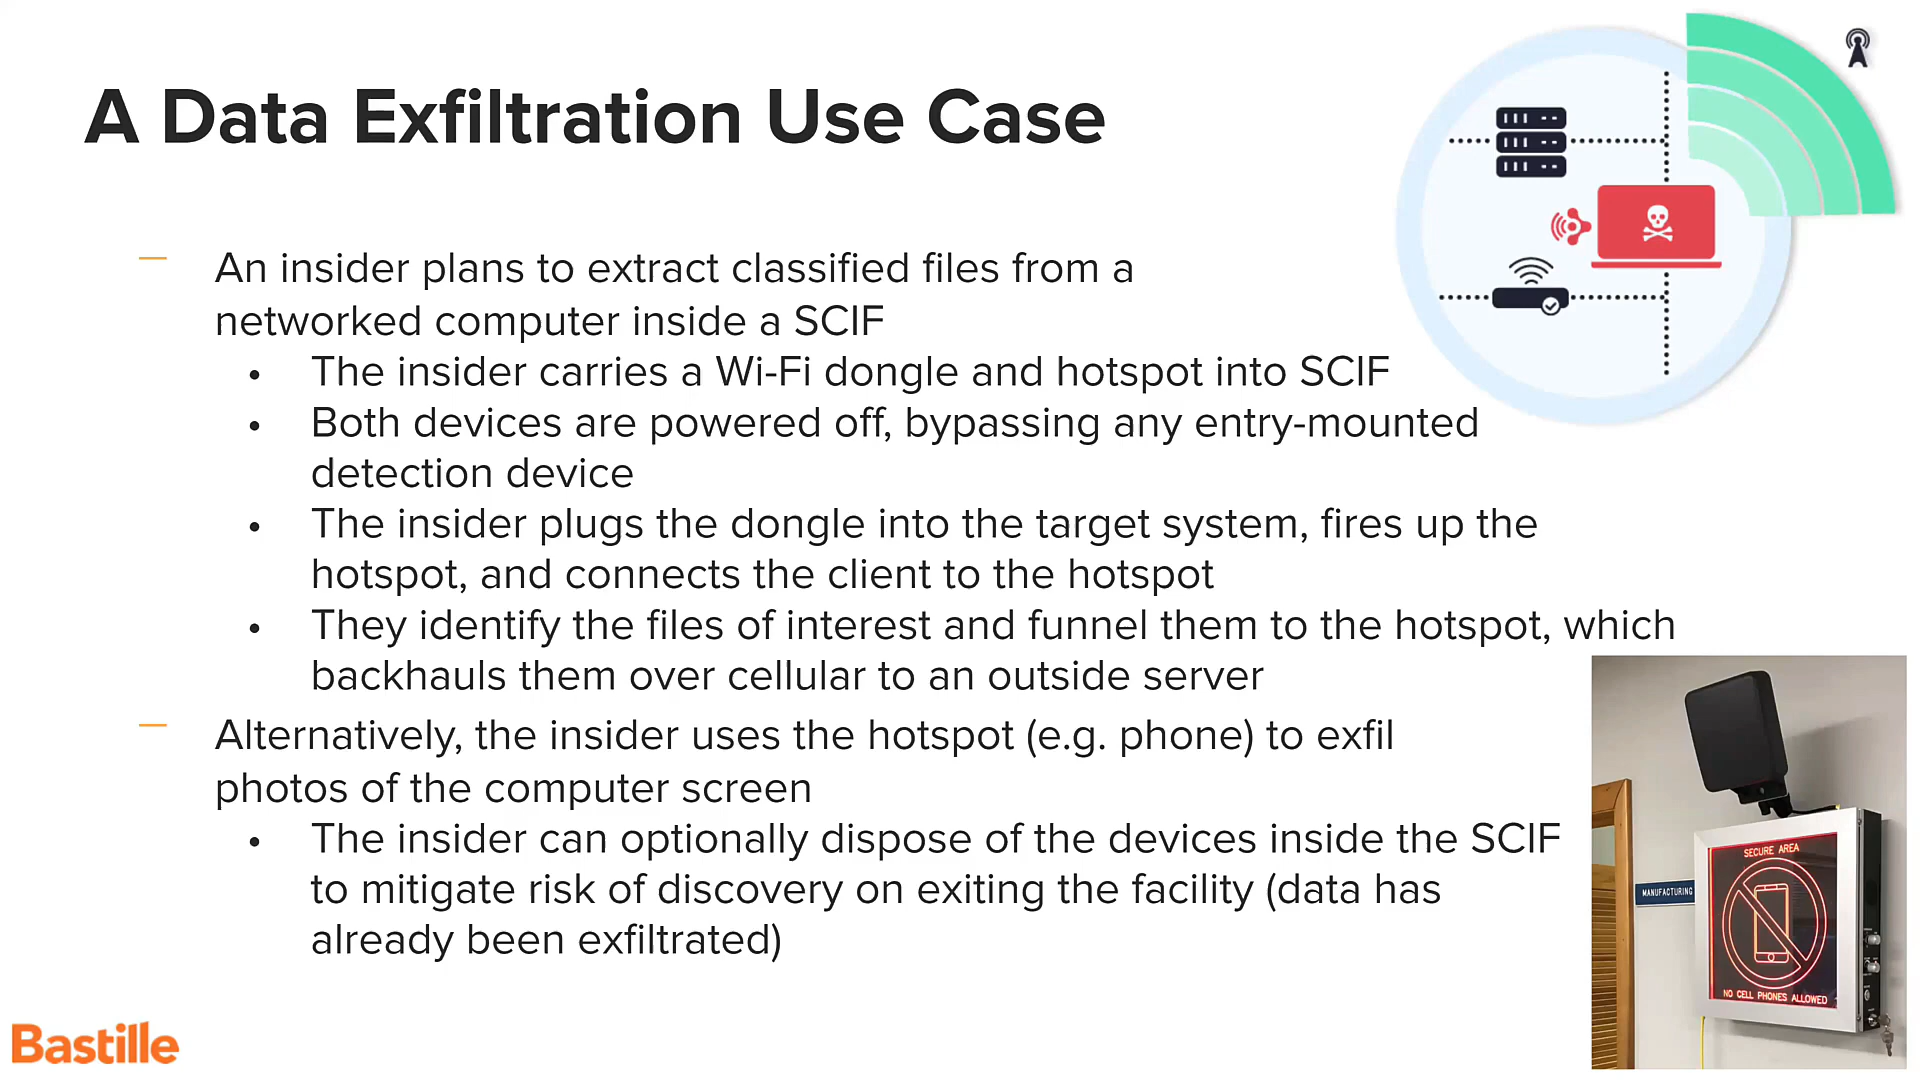 A Data Exfiltration Use Case
— An insider plans to extract classified files from a
networked computer inside a SCIF
• The insider carries a Wi-Fi dongle and hotspot into SCIF
• Both devices are powered off, bypassing any entry-mounted
detection device
• The insider plugs the dongle into the target system, fires up the
hotspot, and connects the client to the hotspot
• They identify the files of interest and funnel them to the hotspot, which
backhauls them over cellular to an outside server
— Alternatively, the insider uses the hotspot (e.g. phone) to exfil
photos of the computer screen
• The insider can optionally dispose of the devices inside the SCIF
to mitigate risk of discovery on exiting the facility (data has
already been exfiltrated)
SECURE AREA
MANUFACTURING
NO CELL PHONES ALLOWED
Bastille